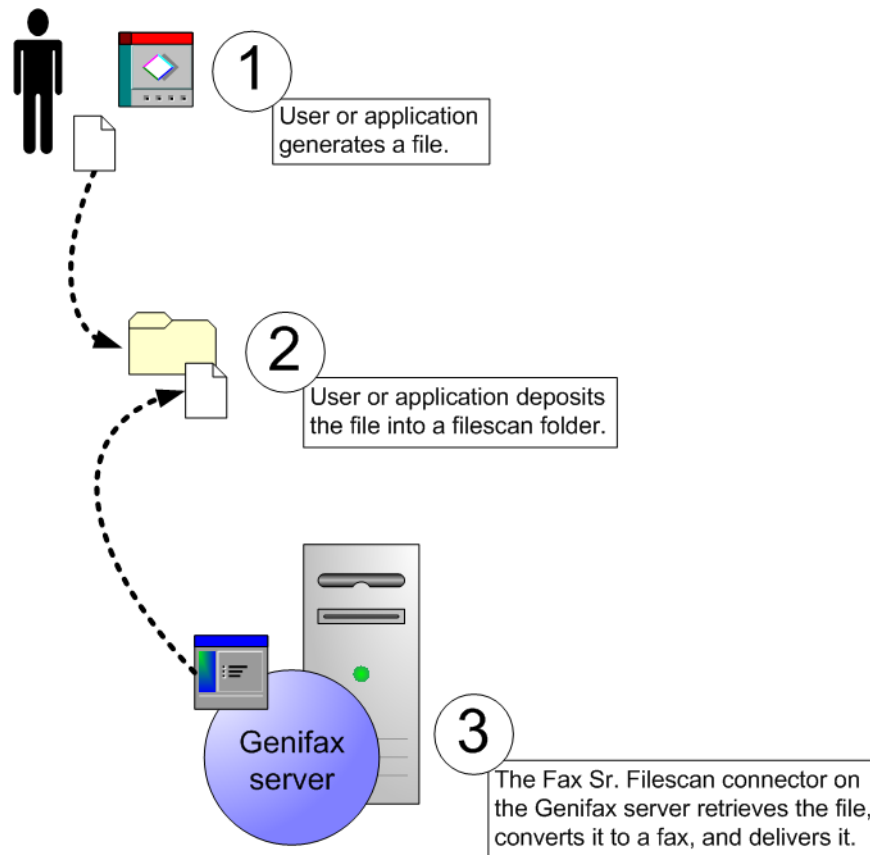 1
User or application
generates a file.
2
User or application deposits
the file into a filescan folder.
Genifax
server
3
The Fax Sr. Filescan connector on
the Genifax server retrieves the file,
converts it to a fax, and delivers it.